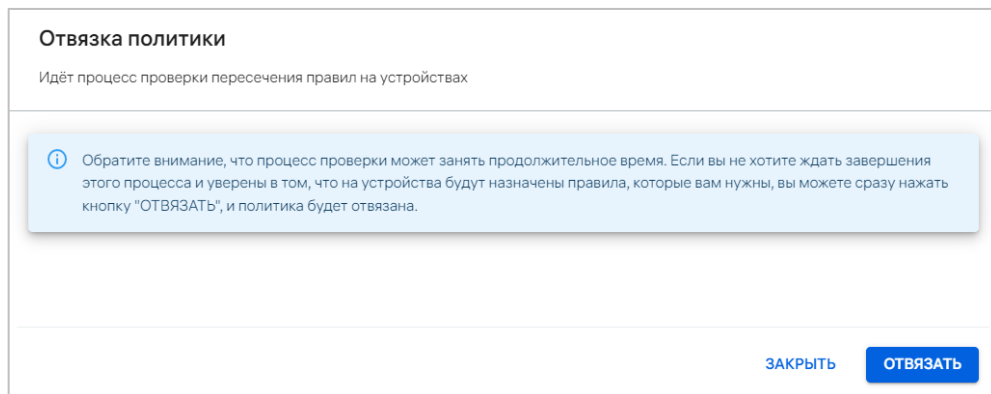 Отвязка политики
Идёт процесс проверки пересечения правил на устройствах
Обратите внимание, что процесс проверки может занять продолжительное время. Если вы не хотите ждать завершения
этого процесса и уверены в том, что на устройства будут назначены правила, которые вам нужны, вы можете сразу нажать
кнопку "ОТВЯЗАТЬ", и политика будет отвязана.
ЗАКРЫТЬ
ОТВЯЗАТЬ